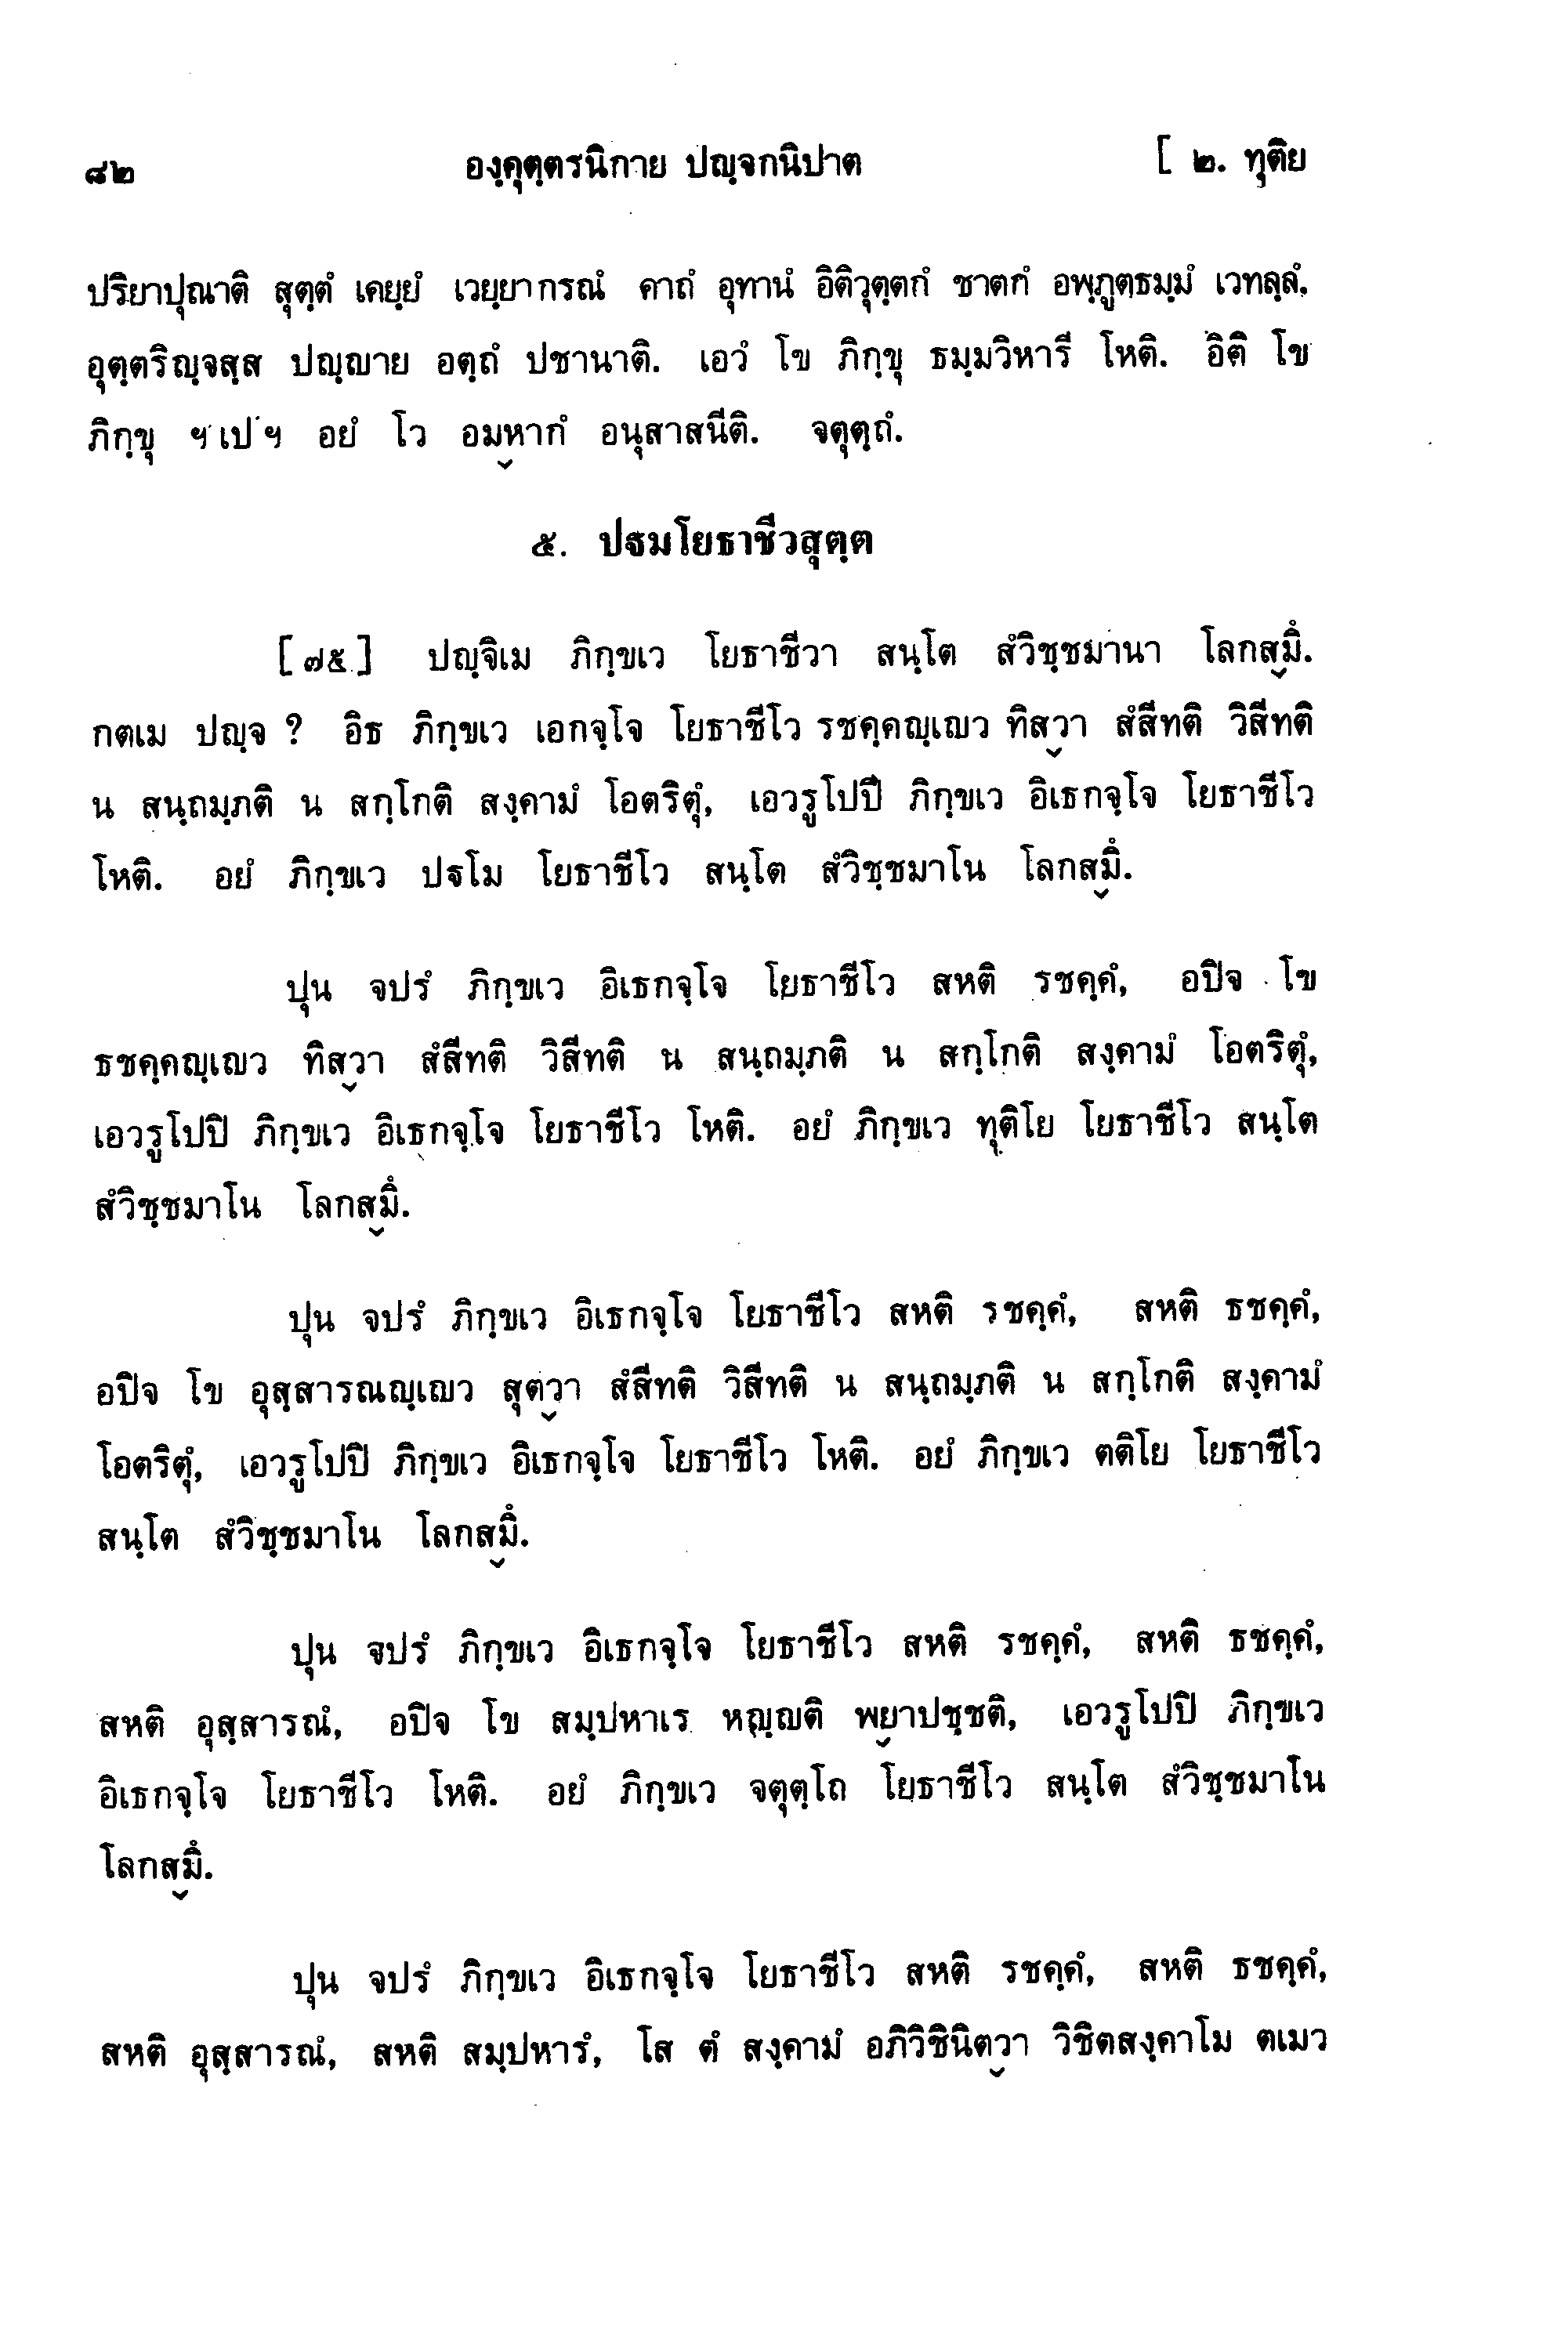 ๘๒ องฺคุตฺตรนิกาย ปญฺจกนิปาต [ ๒. ทุติย
ปริยาปุณาติ สุตฺตํ เคยฺยํ เวยฺยากรณํ คาถํ อุทานํ อิติวุตฺตกํ ชาตกํ อพฺภูตธมฺมํ เวทลฺลํ,
อุตฺตริญฺจสฺส ปญฺญาย อตฺถํ ปชานาติ. เอวํ โข ภิกฺขุ ธมฺมวิหารี โหติ. อิติ โข
ภิกฺขุ ฯเปฯ อยํ โว อมฺหากํ อนุสาสนีติ. จตุตฺถํ.
๕. ปฐมโยธาชีวสุตฺต
[๗๕] ปญฺจิเม ภิกฺขเว โยธาชีวา สนฺโต สํวิชฺชมานา โลกสฺมิํ.
กตเม ปญฺจ ? อิธ ภิกฺขเว เอกจฺโจ โยธาชีโว รชคฺคญฺเญว ทิสฺวา สํสีทติ วิสีทติ
น สนฺถมฺภติ น สกฺโกติ สงฺคามํ โอตริตุํ, เอวรูโปปี ภิกฺขเว อิเธกจฺโจ โยธาชีโว
โหติ. อยํ ภิกฺขเว ปฐโม โยธาชีโว สนฺโต สํวิชฺชมาโน โลกสฺมิํ.
ปุน จปรํ ภิกฺขเว อิเธกจฺโจ โยธาชีโว สหติ รชคฺคํ, อปิจ โข
ธชคฺคญฺเญว ทิสฺวา สํสีทติ วิสีทติ น สนฺถมฺภติ น สกฺโกติ สงฺคามํ โอตริตุํ,
เอวรูโปปิ ภิกฺขเว อิเธกจฺโจ โยธาชีโว โหติ. อยํ ภิกฺขเว ทุติโย โยธาชีโว สนฺโต
สํวิชฺชมาโน โลกสฺมิํ.
ปุน จปรํ ภิกฺขเว อิเธกจฺโจ โยธาชีโว สหติ รชคฺคํ, สหติ ธชคฺคํ,
อปิจ โข อุสฺสารณญฺเญว สุตฺวา สํสีทติ วิสีทติ น สนฺถมฺภติ น สกฺโกติ สงฺคามํ
โอตริตุํ, เอวรูโปปิ ภิกฺขเว อิเธกจฺโจ โยธาชีโว โหติ. อยํ ภิกฺขเว ตติโย โยธาชีโว
สนฺโต สํวิชฺชมาโน โลกสฺมิํ.
ปุน จปรํ ภิกฺขเว อิเธกจฺโจ โยธาชีโว สหติ รชคฺคํ, สหติ ธชคฺคํ,
สหติ อุสฺสารณํ, อปิจ โข สมฺปหาเร หญฺญติ พฺยาปชฺชติ, เอวรูโปปิ ภิกฺขเว
อิเธกจฺโจ โยธาชีโว โหติ. อยํ ภิกฺขเว จตุตฺโถ โยธาชีโว สนฺโต สํวิชฺชมาโน
โลกสฺมิํ.
ปุน จปรํ ภิกฺขเว อิเธกจฺโจ โยธาชีโว สหติ รชคฺคํ, สหติ ธชคฺคํ,
สหติ อุสฺสารณํ, สหติ สมฺปหารํ, โส ตํ สงฺคามํ อภิวิชินิตฺวา วิชิตสงฺคาโม ตเมว